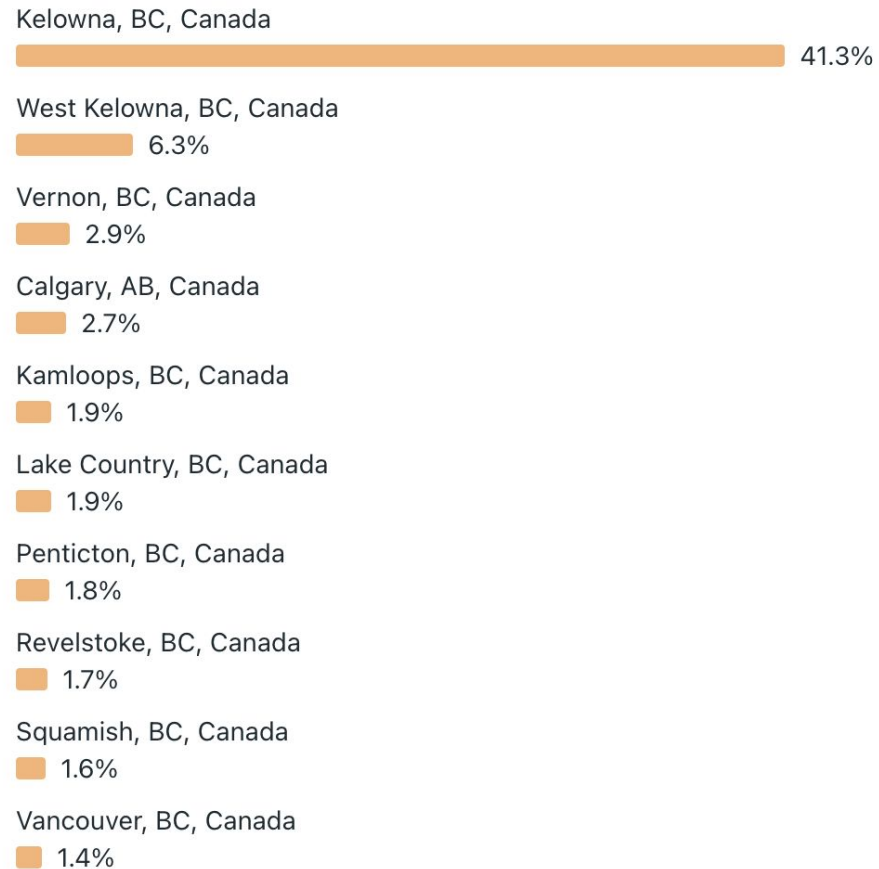 Kelowna, BC, Canada
41.3%
West Kelowna, BC, Canada
6.3%
Vernon, BC, Canada
2.9%
Calgary, AB, Canada
2.7%
Kamloops, BC, Canada
1.9%
Lake Country, BC, Canada
1.9%
Penticton, BC, Canada
1.8%
Revelstoke, BC, Canada
1.7%
Squamish, BC, Canada
1.6%
Vancouver, BC, Canada
1.4%